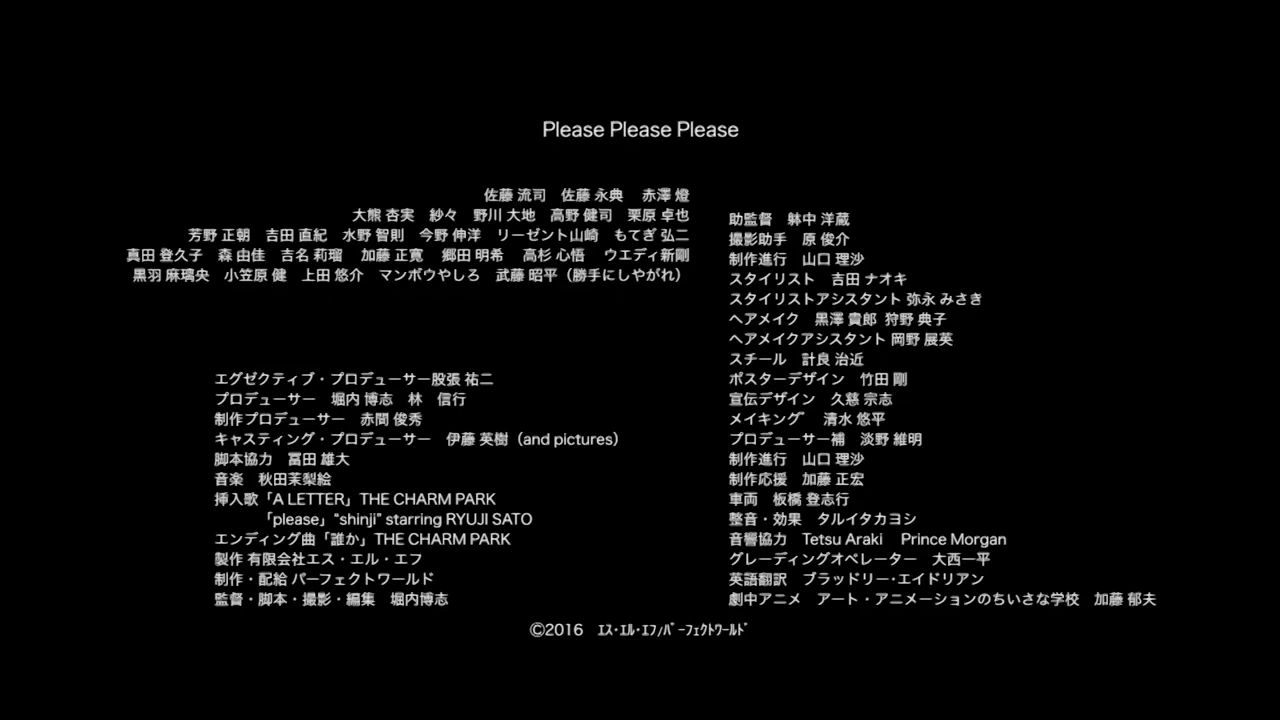 Please Please Please
佐藤 流司　佐藤 永典　赤澤 燈
大熊 杏実　紗々　野川 大地　高野 健司　栗原 卓也
芳野 正朝　吉田 直紀　水野 智則　今野 伸洋　リーゼント山崎　もてぎ 弘二
真田 登久子　森 由佳　吉名 莉瑠　加藤 正寛　郷田 明希　高杉 心悟　ウエディ新剛
黒羽 麻璃央　小笠原 健　上田 悠介　マンボウやしろ　武藤 昭平（勝手にしやがれ）
エグゼクティブ・プロデューサー股張 祐二
プロデューサー　堀内 博志　林　信行
制作プロデューサー　赤間 俊秀
キャスティング・プロデューサー　伊藤 英樹（and pictures）
脚本協力　冨田 雄大
音楽　秋田茉梨絵
挿入歌「A LETTER」THE CHARM PARK
「please」“shinji” starring RYUJI SATO
エンディング曲「誰か」THE CHARM PARK
製作 有限会社エス・エル・エフ
制作・配給 パーフェクトワールド
監督・脚本・撮影・編集　堀内博志
助監督　躰中 洋蔵
撮影助手　原 俊介
制作進行　山口 理沙
スタイリスト　吉田 ナオキ
スタイリストアシスタント 弥永 みさき
ヘアメイク　黒澤 貴郎 狩野 典子
ヘアメイクアシスタント 岡野 展英
スチール　計良 治近
ポスターデザイン　竹田 剛
宣伝デザイン　久慈 宗志
メイキング　清水 悠平
プロデューサー補　淡野 維明
制作進行　山口 理沙
制作応援　加藤 正宏
車両　板橋 登志行
整音・効果　タルイタカヨシ
音響協力　Tetsu Araki　Prince Morgan
グレーディングオペレーター　大西一平
英語翻訳　ブラッドリー・エイドリアン
劇中アニメ　アート・アニメーションのちいさな学校　加藤 郁夫
©2016　ｴｽ･ｴﾙ･ｴﾌ/ﾊﾟｰﾌｪｸﾄﾜｰﾙﾄﾞ